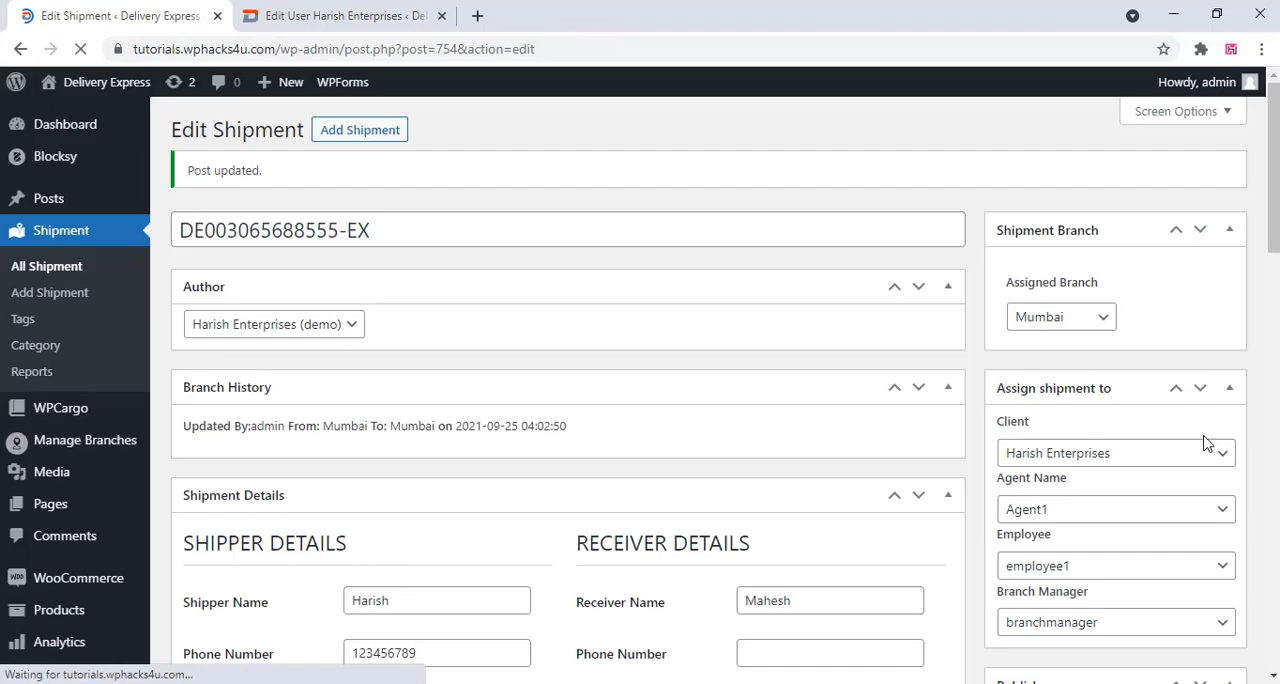 Edit Shipment ‹ Delivery Express
Edit User Harish Enterprises ‹ Del
tutorials.wphacks4u.com/wp-admin/post.php?post=754&action=edit
Delivery Express
2
0
New
WPForms
Howdy, admin
Dashboard
Blocksy
Posts
Shipment
All Shipment
Add Shipment
Tags
Category
Reports
WPCargo
Manage Branches
Media
Pages
Comments
WooCommerce
Products
Analytics
Screen Options
Edit Shipment
Add Shipment
Post updated.
DE003065688555-EX
Author
Harish Enterprises (demo)
Branch History
Updated By:admin From: Mumbai To: Mumbai on 2021-09-25 04:02:50
Shipment Details
SHIPPER DETAILS
RECEIVER DETAILS
Shipper Name
Harish
Receiver Name
Mahesh
Phone Number
123456789
Phone Number
Shipment Branch
Assigned Branch
Mumbai
Assign shipment to
Client
Harish Enterprises
Agent Name
Agent1
Employee
employee1
Branch Manager
branchmanager
Waiting for tutorials.wphacks4u.com...